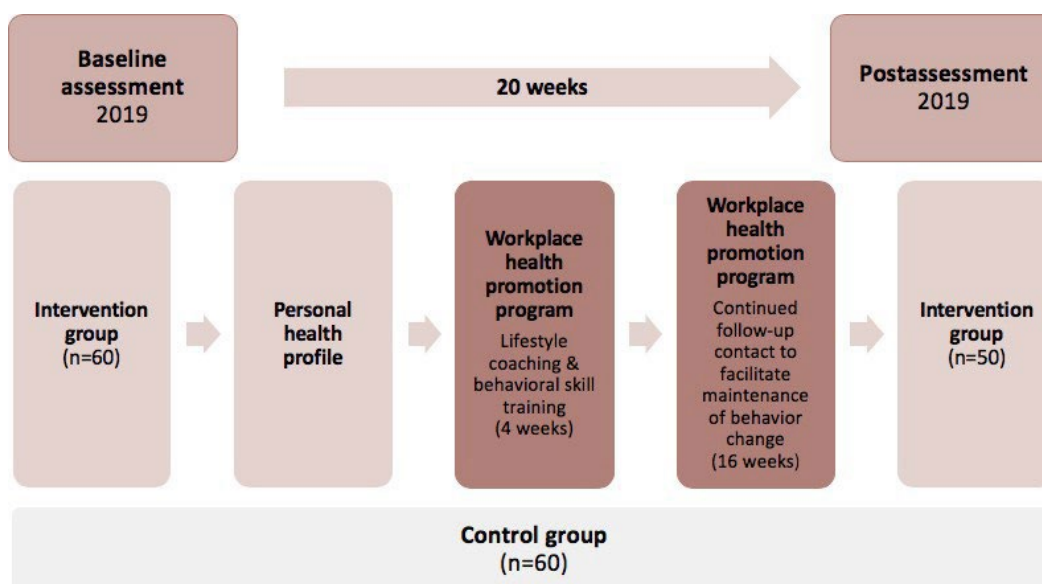 Baseline
assessment
2019
20 weeks
Postassessment
2019
Intervention
group
(n=60)
Personal
health
profile
Workplace
health
promotion
program
Lifestyle
coaching &
behavioral skill
training
(4 weeks)
Workplace
health
promotion
program
Continued
follow-up
contact to
facilitate
maintenance
of behavior
change
(16 weeks)
Intervention
group
(n=50)
Control group
(n=60)